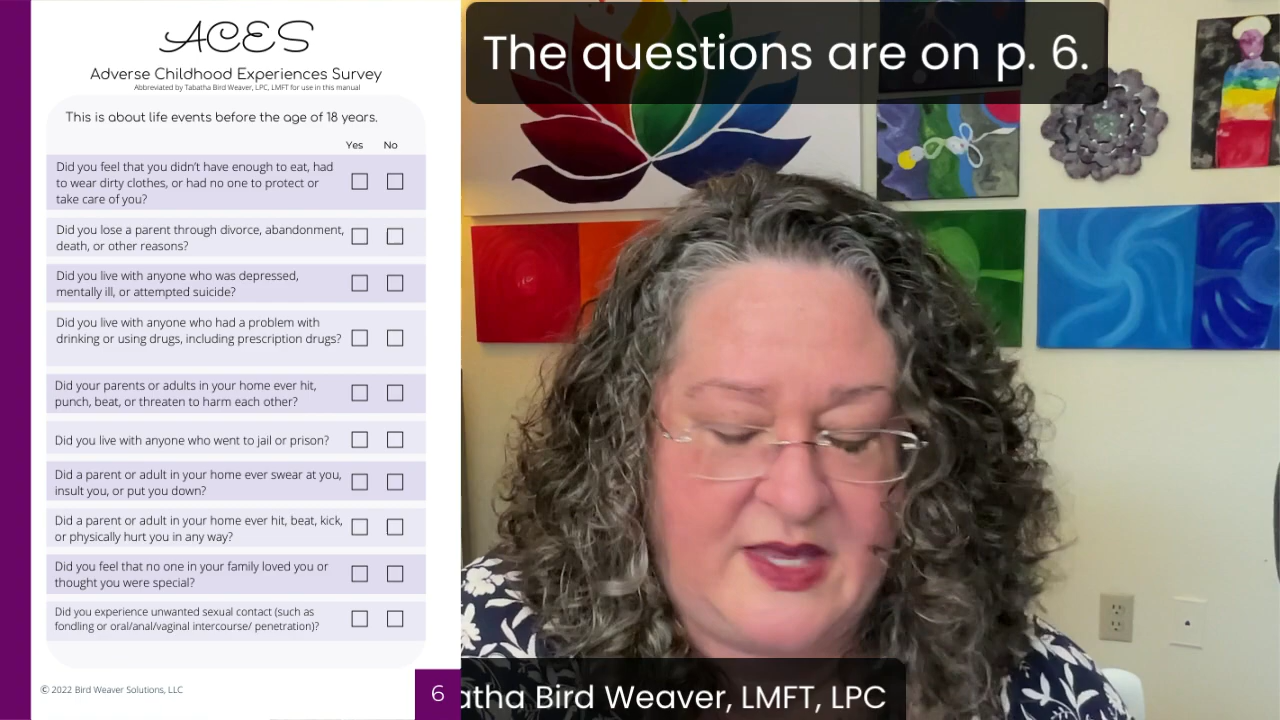 ACES
Adverse Childhood Experiences Survey
Abbreviated by Tabatha Bird Weaver, LPC, LMFT for use in this manual
This is about life events before the age of 18 years.
Yes No
Did you feel that you didn't have enough to eat, had
to wear dirty clothes, or had no one to protect or
take care of you?
Did you lose a parent through divorce, abandonment,
death, or other reasons?
Did you live with anyone who was depressed,
mentally ill, or attempted suicide?
Did you live with anyone who had a problem with
drinking or using drugs, including prescription drugs?
Did your parents or adults in your home ever hit,
punch, beat, or threaten to harm each other?
Did you live with anyone who went to jail or prison?
Did a parent or adult in your home ever swear at you,
insult you, or put you down?
Did a parent or adult in your home ever hit, beat, kick,
or physically hurt you in any way?
Did you feel that no one in your family loved you or
thought you were special?
Did you experience unwanted sexual contact (such as
fondling or oral/anal/vaginal intercourse/ penetration)?
© 2022 Bird Weaver Solutions, LLC
6
The questions are on p. 6.
atha Bird Weaver, LMFT, LPC